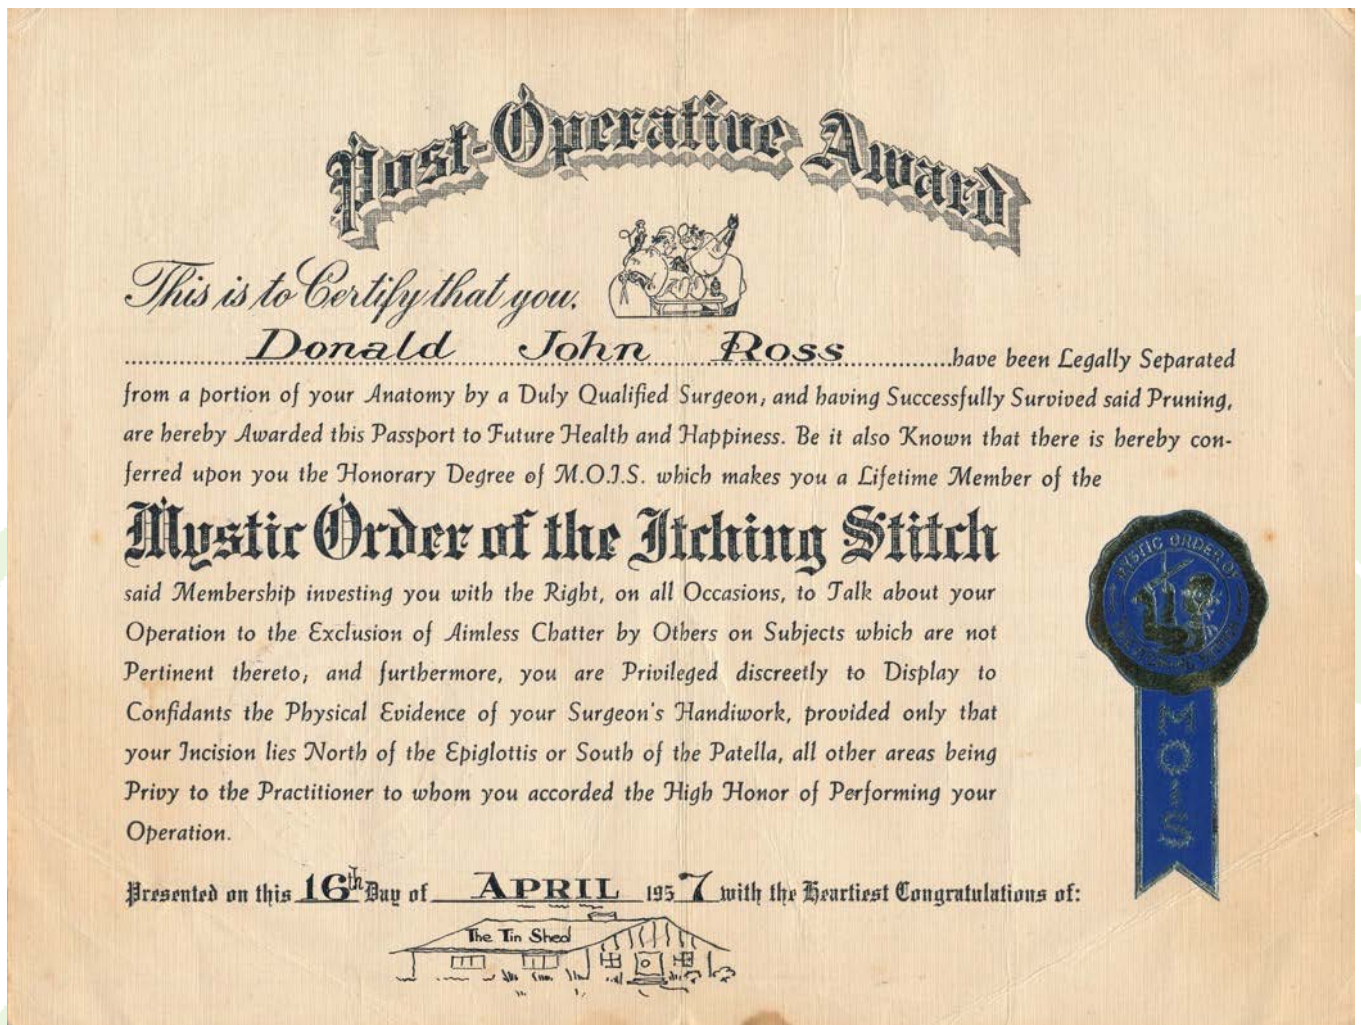 Post-Operative Award
This is to Certify that you,
Donald John Ross have been Legally Separated
from a portion of your Anatomy by a Duly Qualified Surgeon, and having Successfully Survived said Pruning,
are hereby Awarded this Passport to Future Health and Happiness. Be it also Known that there is hereby con-
ferred upon you the Honorary Degree of M.O.I.S. which makes you a Lifetime Member of the
Mystic Order of the Itching Stitch
said Membership investing you with the Right, on all Occasions, to Talk about your
Operation to the Exclusion of Aimless Chatter by Others on Subjects which are not
Pertinent thereto, and furthermore, you are Privileged discreetly to Display to
Confidants the Physical Evidence of your Surgeon's Handiwork, provided only that
your Incision lies North of the Epiglottis or South of the Patella, all other areas being
Privy to the Practitioner to whom you accorded the High Honor of Performing your
Operation.
MYSTIC ORDER OF
MOIS
Presented on this 16th Day of APRIL 1957 with the Heartiest Congratulations of:
The Tin Shed